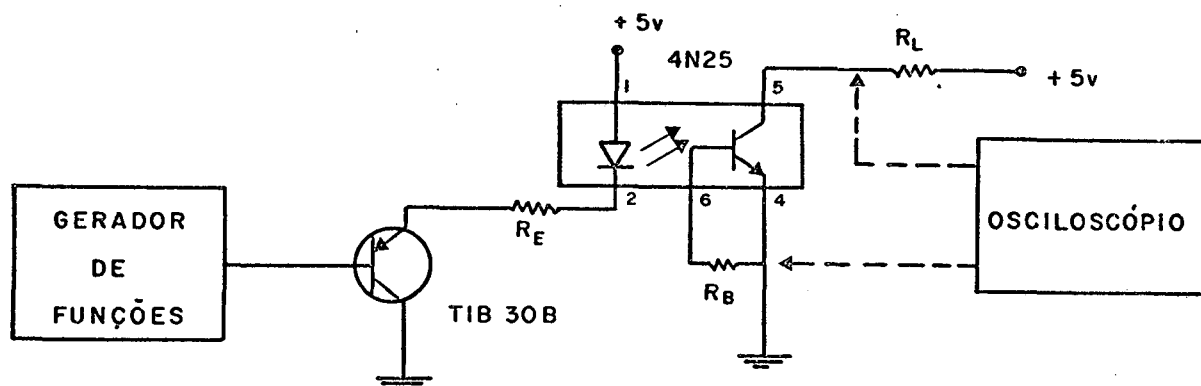 + 5v
4N25
R_L
+ 5v
1
5
2
6
4
GERADOR
DE
FUNÇÕES
R_E
R_B
TIB 30B
OSCILOSCÓPIO